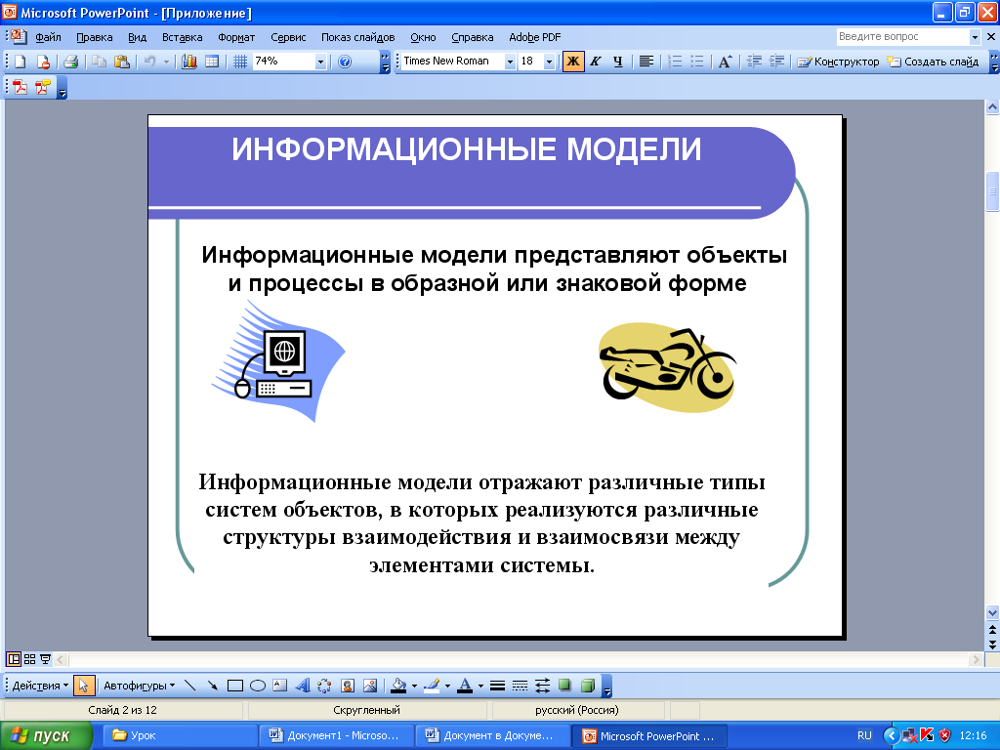 Microsoft PowerPoint - [Приложение]
Файл Правка Вид Вставка Формат Сервис Показ слайдов Окно Справка Adobe PDF Введите вопрос
74% Times New Roman 18 Ж К Ч Конструктор Создать слайд
ИНФОРМАЦИОННЫЕ МОДЕЛИ
Информационные модели представляют объекты
и процессы в образной или знаковой форме
Информационные модели отражают различные типы
систем объектов, в которых реализуются различные
структуры взаимодействия и взаимосвязи между
элементами системы.
Действия Автофигуры
Слайд 2 из 12 Скругленный русский (Россия)
пуск Урок Документ1 - Microso... Документ в Докуме... Microsoft PowerPoint ... RU 12:16